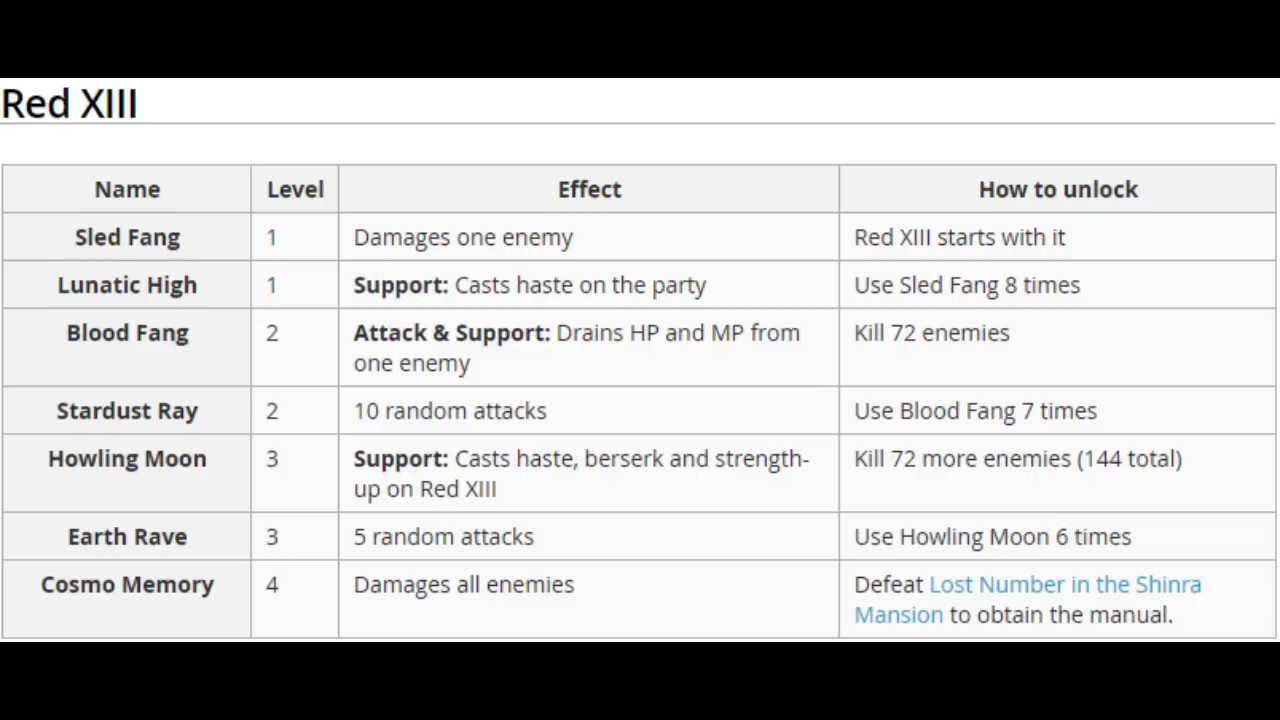 Red XIII
Name Level Effect How to unlock
Sled Fang 1 Damages one enemy Red XIII starts with it
Lunatic High 1 Support: Casts haste on the party Use Sled Fang 8 times
Blood Fang 2 Attack & Support: Drains HP and MP from Kill 72 enemies
one enemy
Stardust Ray 2 10 random attacks Use Blood Fang 7 times
Howling Moon 3 Support: Casts haste, berserk and strength- Kill 72 more enemies (144 total)
up on Red XIII
Earth Rave 3 5 random attacks Use Howling Moon 6 times
Cosmo Memory 4 Damages all enemies Defeat Lost Number in the Shinra
Mansion to obtain the manual.